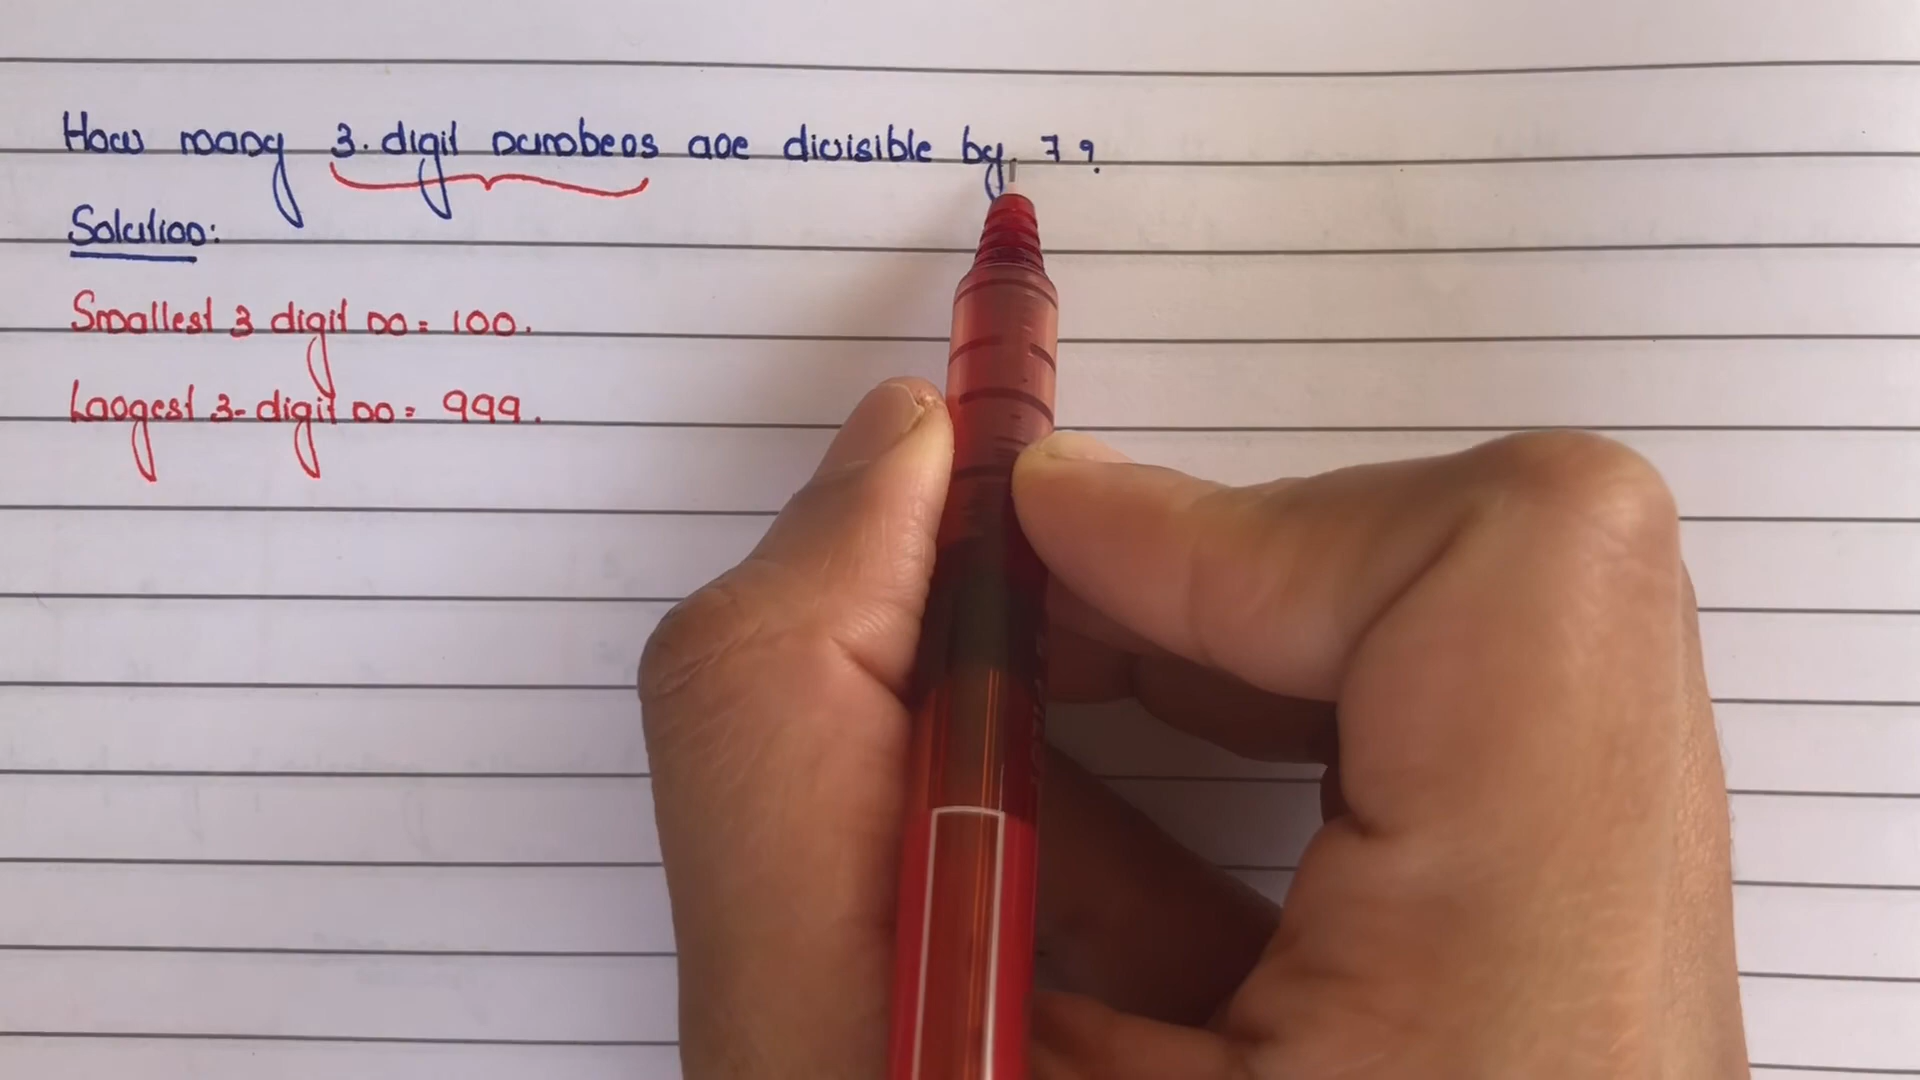 How many 3. digit numbers are divisible by 7?
Solution:
Smallest 3 digit no = 100.
Largest 3-digit no = 999.